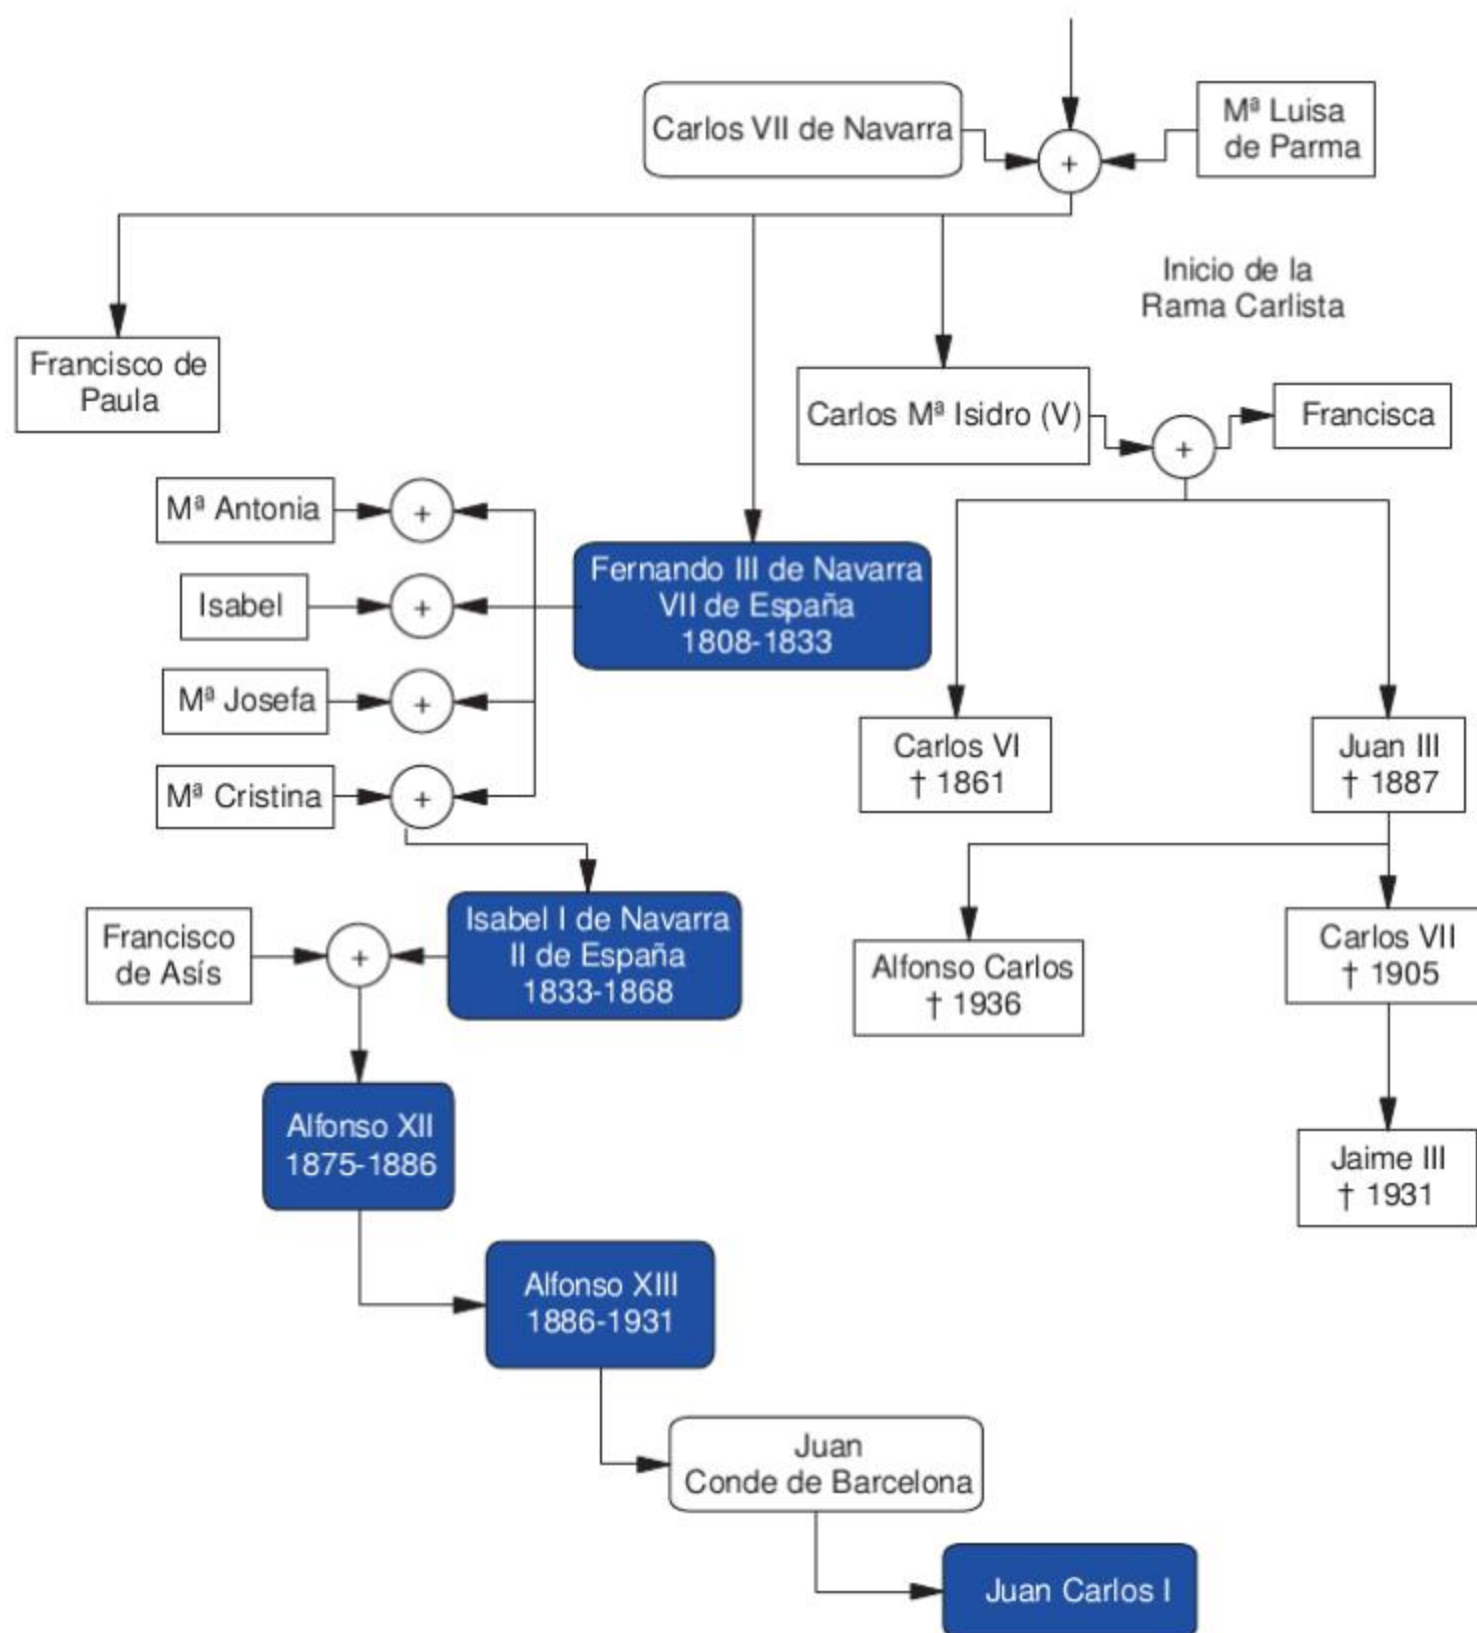 Carlos VII de Navarra
+
Mª Luisa
de Parma
Inicio de la
Rama Carlista
Francisco de
Paula
Carlos Mª Isidro (V)
+
Francisca
Mª Antonia
+
Isabel
+
Mª Josefa
+
Mª Cristina
+
Fernando III de Navarra
VII de España
1808-1833
Carlos VI
† 1861
Juan III
† 1887
Francisco
de Asís
+
Isabel I de Navarra
II de España
1833-1868
Alfonso Carlos
† 1936
Carlos VII
† 1905
Alfonso XII
1875-1886
Jaime III
† 1931
Alfonso XIII
1886-1931
Juan
Conde de Barcelona
Juan Carlos I